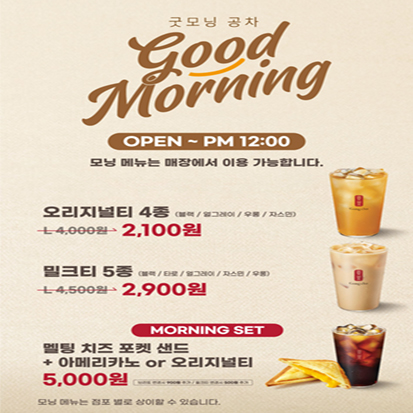 굿모닝 공차
Good
Morning
OPEN ~ PM 12:00
모닝 메뉴는 매장에서 이용 가능합니다.
오리지널티 4종 (블랙 / 얼그레이 / 우롱 / 자스민)
L 4,000원 2,100원
밀크티 5종 (블랙 / 타로 / 얼그레이 / 자스민 / 우롱)
L 4,500원 2,900원
MORNING SET
멜팅 치즈 포켓 샌드
+ 아메리카노 or 오리지널티
5,000원
모닝 메뉴는 점포 별로 상이할 수 있습니다.